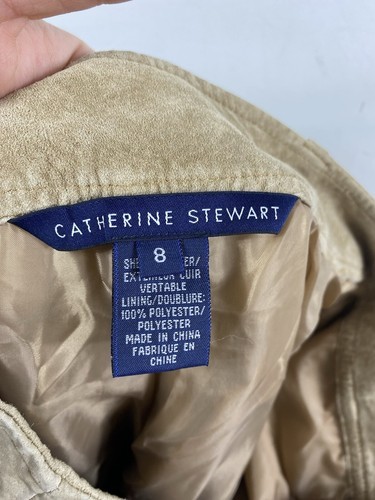 CATHERINE STEWART
8
EXTERIEUR CUIR
VERTABLE
LINING/DOUBLURE:
100% POLYESTER/
POLYESTER
MADE IN CHINA
FABRIQUE EN
CHINE